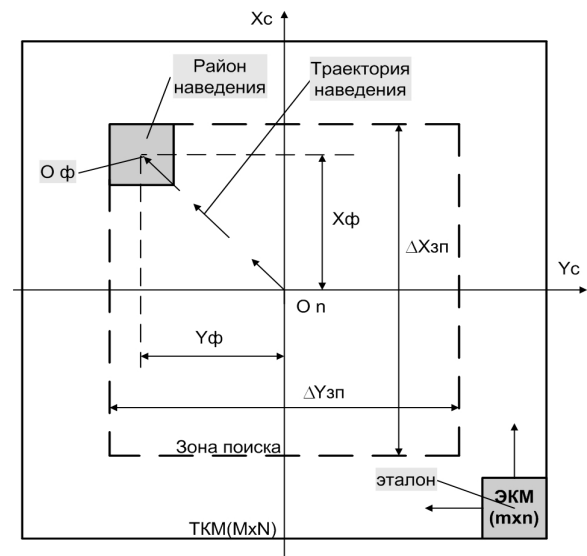 Xc
Район
наведения
Траектория
наведения
О ф
Xф
ΔXзп
Yc
О n
Yф
ΔYзп
Зона поиска
эталон
ЭКМ
(mxn)
ТКМ(MxN)